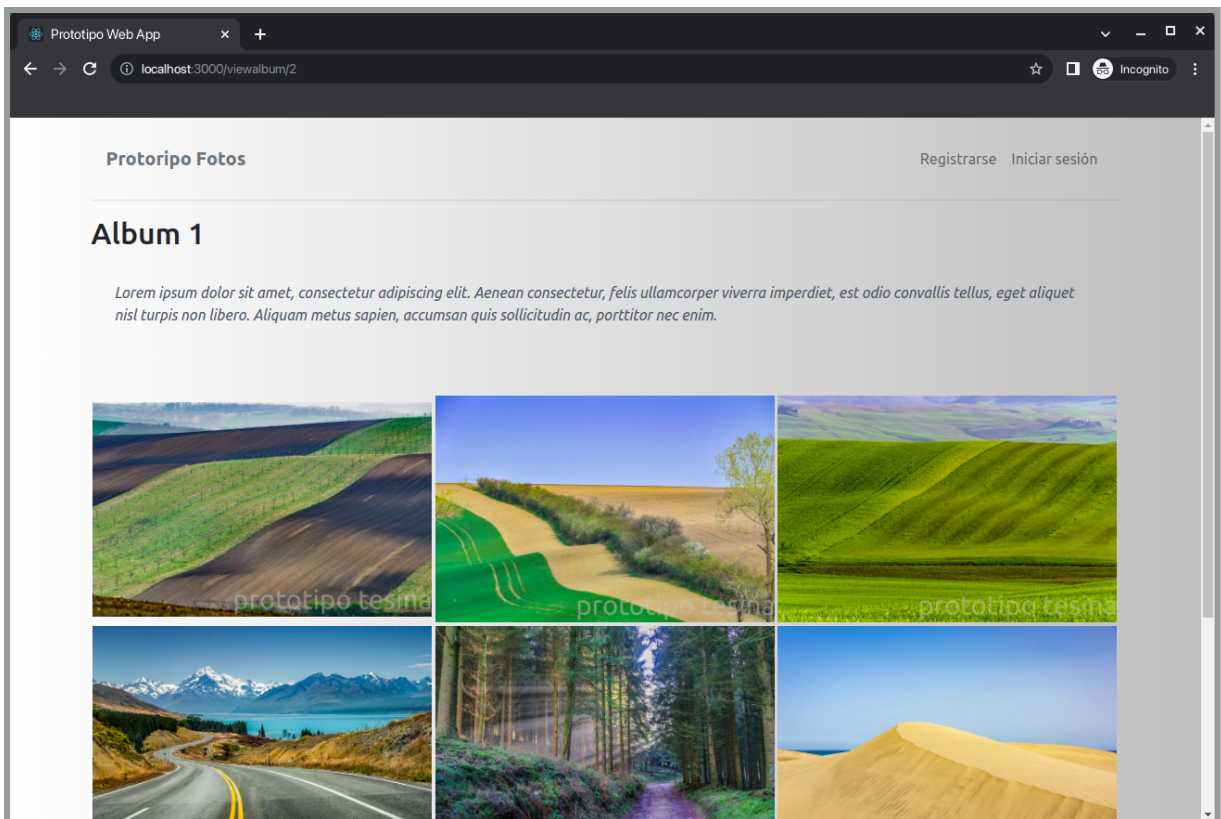 Prototipo Web App
localhost:3000/viewalbum/2
Incognito
Protoripo Fotos
Registrarse Iniciar sesión
Album 1
Lorem ipsum dolor sit amet, consectetur adipiscing elit. Aenean consectetur, felis ullamcorper viverra imperdiet, est odio convallis tellus, eget aliquet
nisl turpis non libero. Aliquam metus sapien, accumsan quis sollicitudin ac, porttitor nec enim.
prototipo tesina
prototipo tesina
prototipo tesina